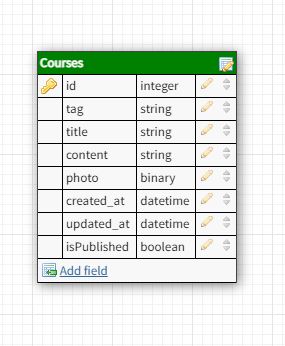 Courses
id integer
tag string
title string
content string
photo binary
created_at datetime
updated_at datetime
isPublished boolean
Add field